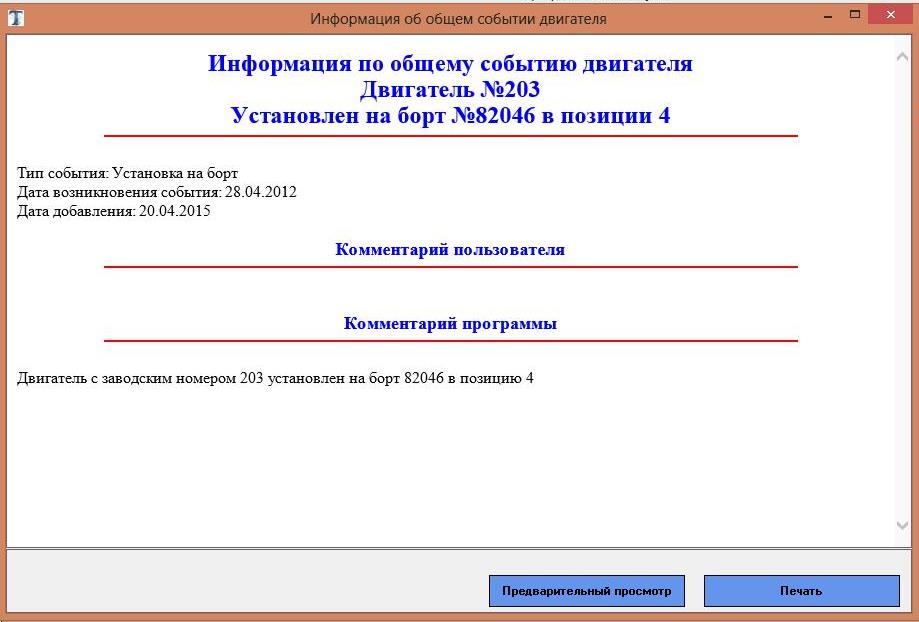 Информация об общем событии двигателя
Информация по общему событию двигателя
Двигатель №203
Установлен на борт №82046 в позиции 4
Тип события: Установка на борт
Дата возникновения события: 28.04.2012
Дата добавления: 20.04.2015
Комментарий пользователя
Комментарий программы
Двигатель с заводским номером 203 установлен на борт 82046 в позицию 4
Предварительный просмотр
Печать